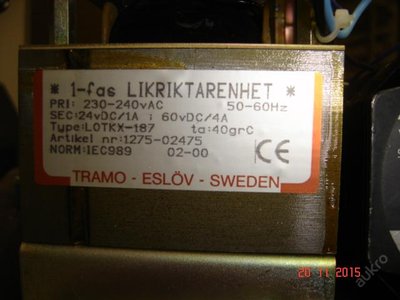 * 1-fas LIKRIKTARENHET *
PRI: 230-240vAC 50-60Hz
SEC:24vDC/1A ; 60vDC/4A
Type:LOTKX-187 ta:40grC
Artikel nr:1275-02475
NORM:IEC989 02-00
CE
TRAMO - ESLÖV - SWEDEN
20 11 2015
aukro